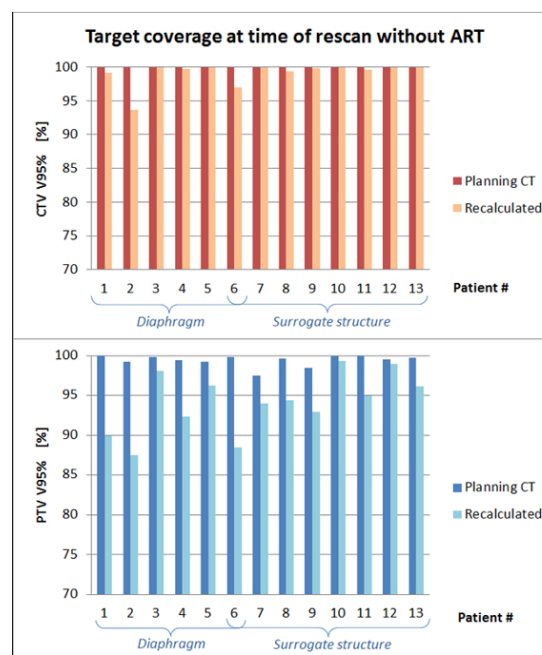 Target coverage at time of rescan without ART
100
95
90
85
80
75
70
CTV V95% [%]
Planning CT
Recalculated
1 2 3 4 5 6 7 8 9 10 11 12 13 Patient #
Diaphragm Surrogate structure
100
95
90
85
80
75
70
PTV V95% [%]
Planning CT
Recalculated
1 2 3 4 5 6 7 8 9 10 11 12 13 Patient #
Diaphragm Surrogate structure